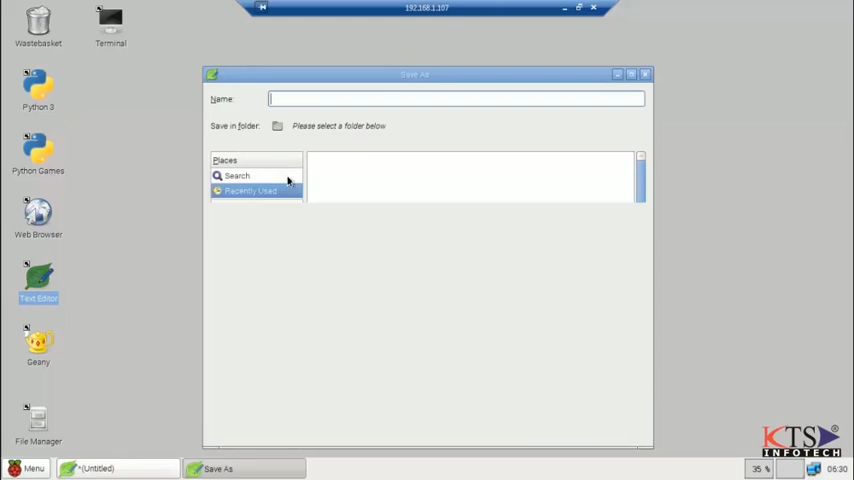 192.168.1.107
Wastebasket
Terminal
Save As
Name:
Python 3
Save in folder:
Please select a folder below
Places
Search
Python Games
Recently Used
Web Browser
Text Editor
Geany
KTS®
INFOTECH
File Manager
Menu
*(Untitled)
Save As
35 %
06:30